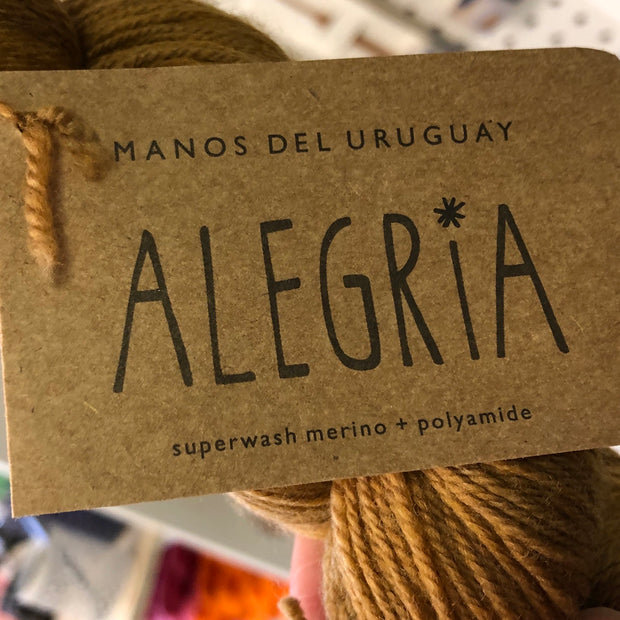 MANOS DEL URUGUAY
ALEGRiA
superwash merino + polyamide